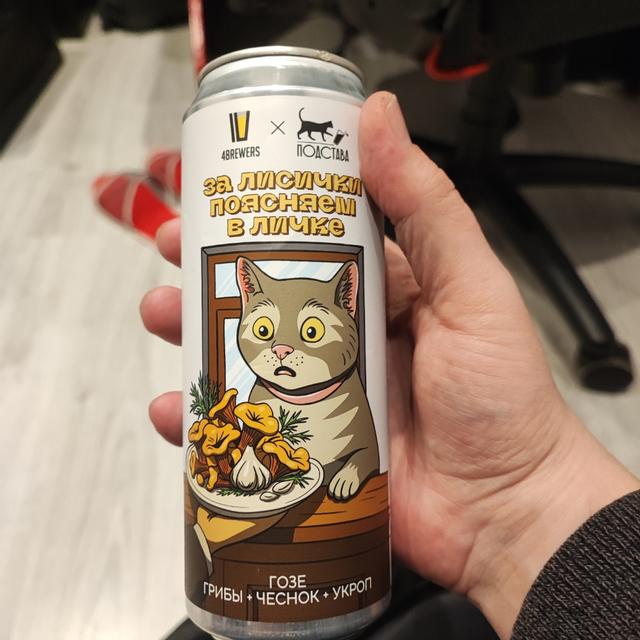 4BREWERS × ПОДСТАВА
ЗА ЛИСИЧКИ
ПОЯСНЯЕМ
В ЛИЧКЕ
ГОЗЕ
ГРИБЫ + ЧЕСНОК + УКРОП